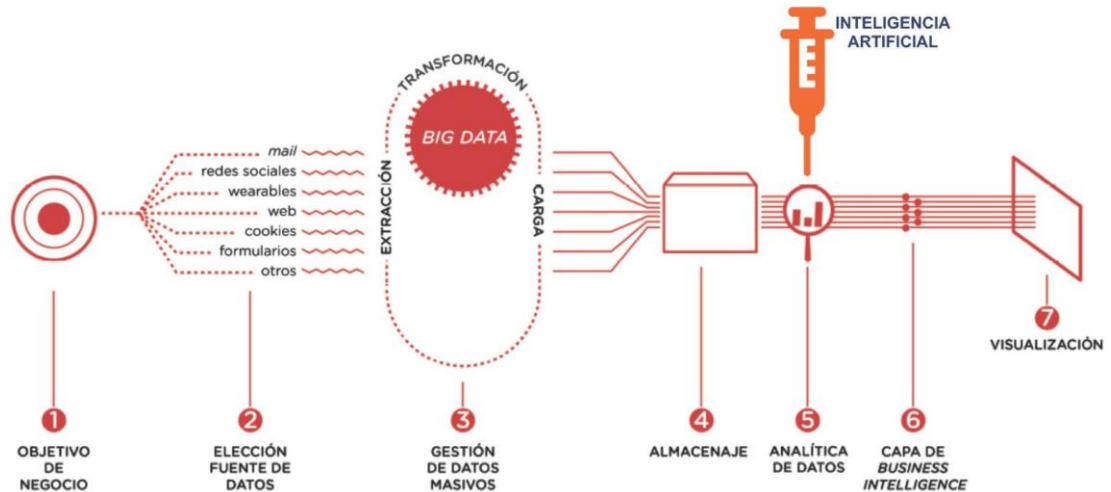 INTELIGENCIA
ARTIFICIAL
TRANSFORMACIÓN
BIG DATA
EXTRACCIÓN
CARGA
mail
redes sociales
wearables
web
cookies
formularios
otros
1
OBJETIVO
DE
NEGOCIO
2
ELECCIÓN
FUENTE DE
DATOS
3
GESTIÓN
DE DATOS
MASIVOS
4
ALMACENAJE
5
ANALÍTICA
DE DATOS
6
CAPA DE
BUSINESS
INTELLIGENCE
7
VISUALIZACIÓN